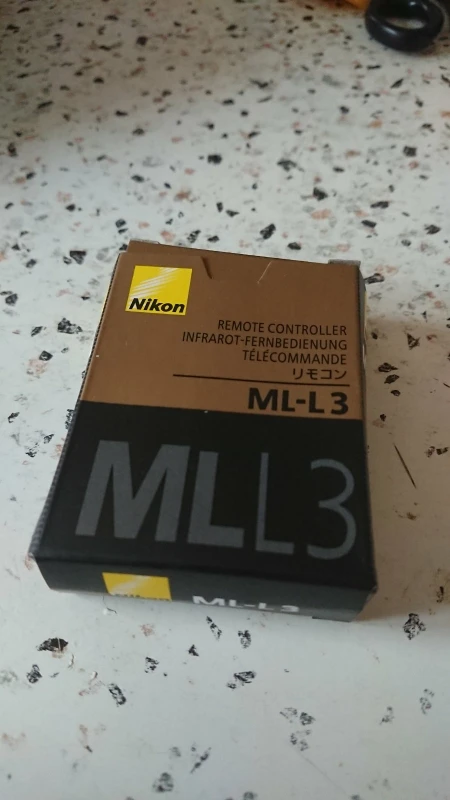 Nikon
REMOTE CONTROLLER
INFRAROT-FERNBEDIENUNG
TÉLÉCOMMANDE
リモコン
ML-L3
MLL3
ML-L3